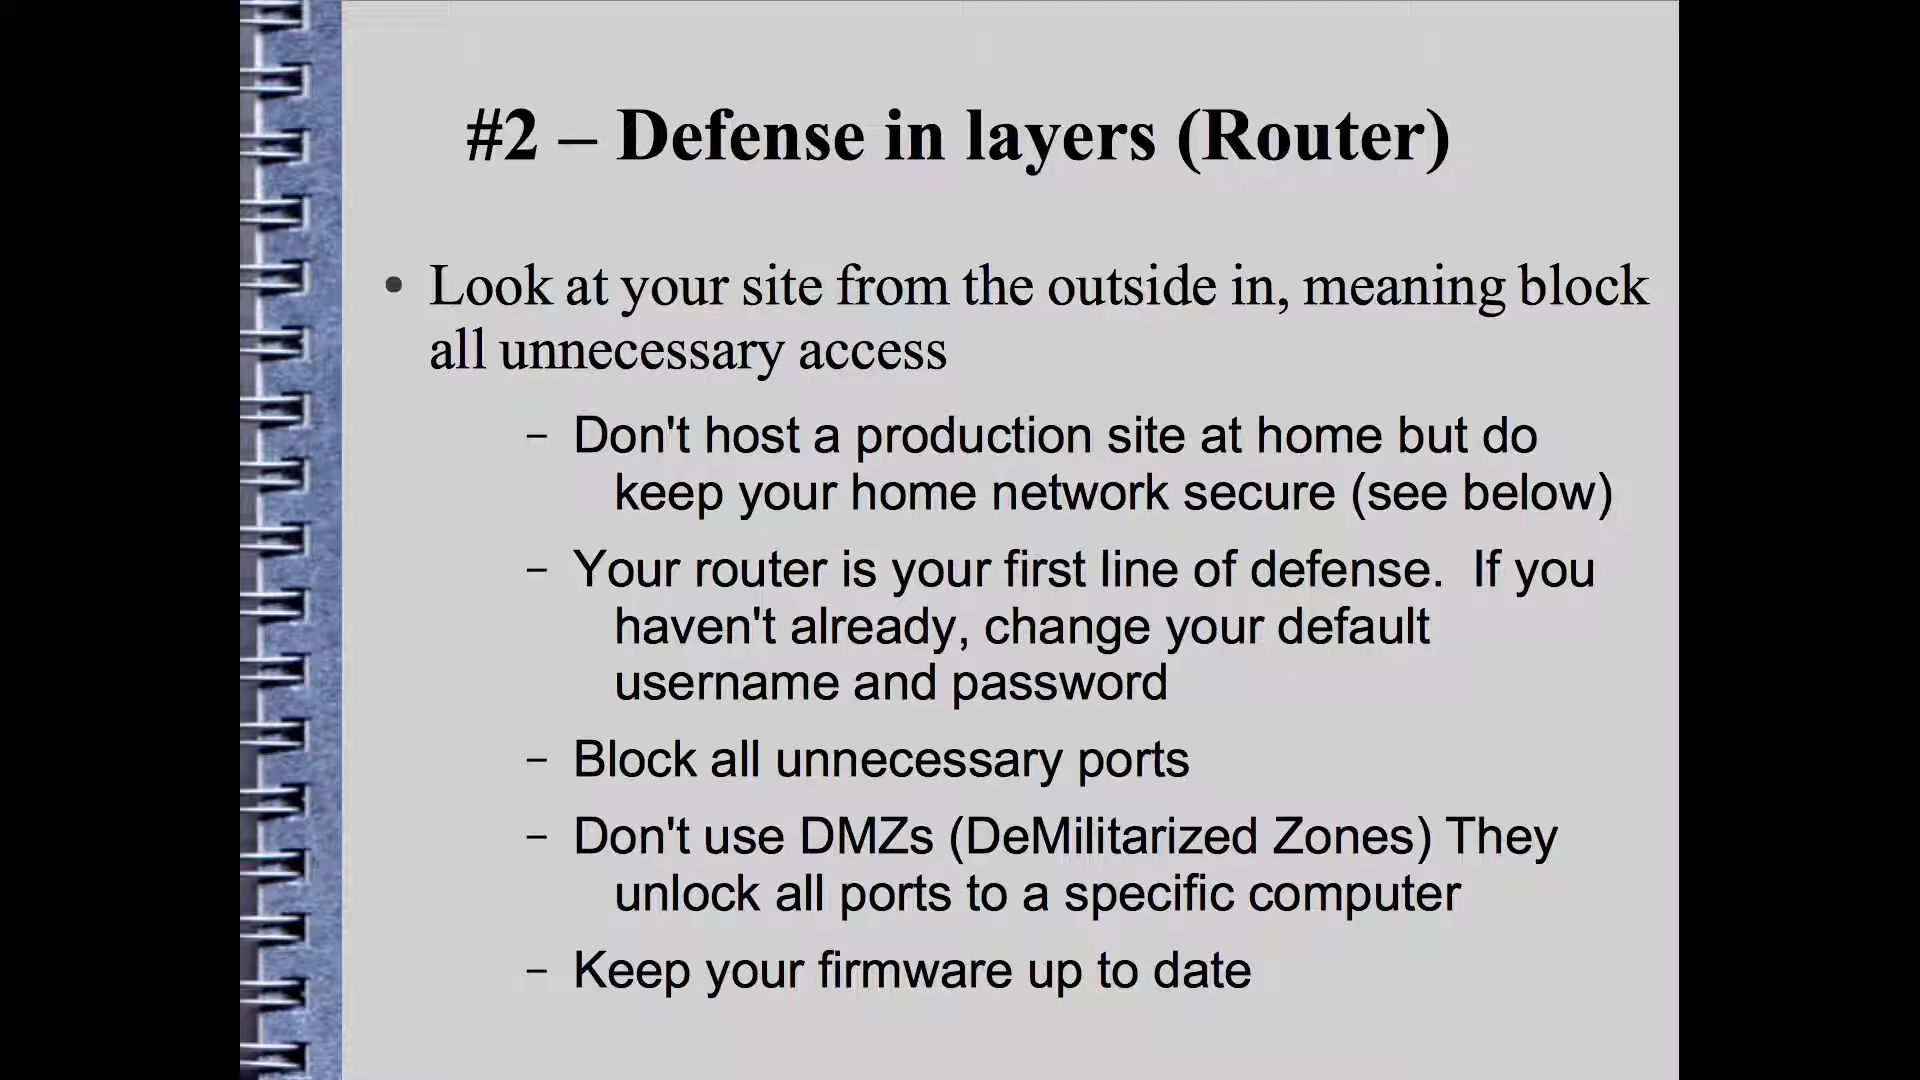 #2 – Defense in layers (Router)
• Look at your site from the outside in, meaning block
all unnecessary access
– Don't host a production site at home but do
keep your home network secure (see below)
– Your router is your first line of defense.  If you
haven't already, change your default
username and password
– Block all unnecessary ports
– Don't use DMZs (DeMilitarized Zones) They
unlock all ports to a specific computer
– Keep your firmware up to date